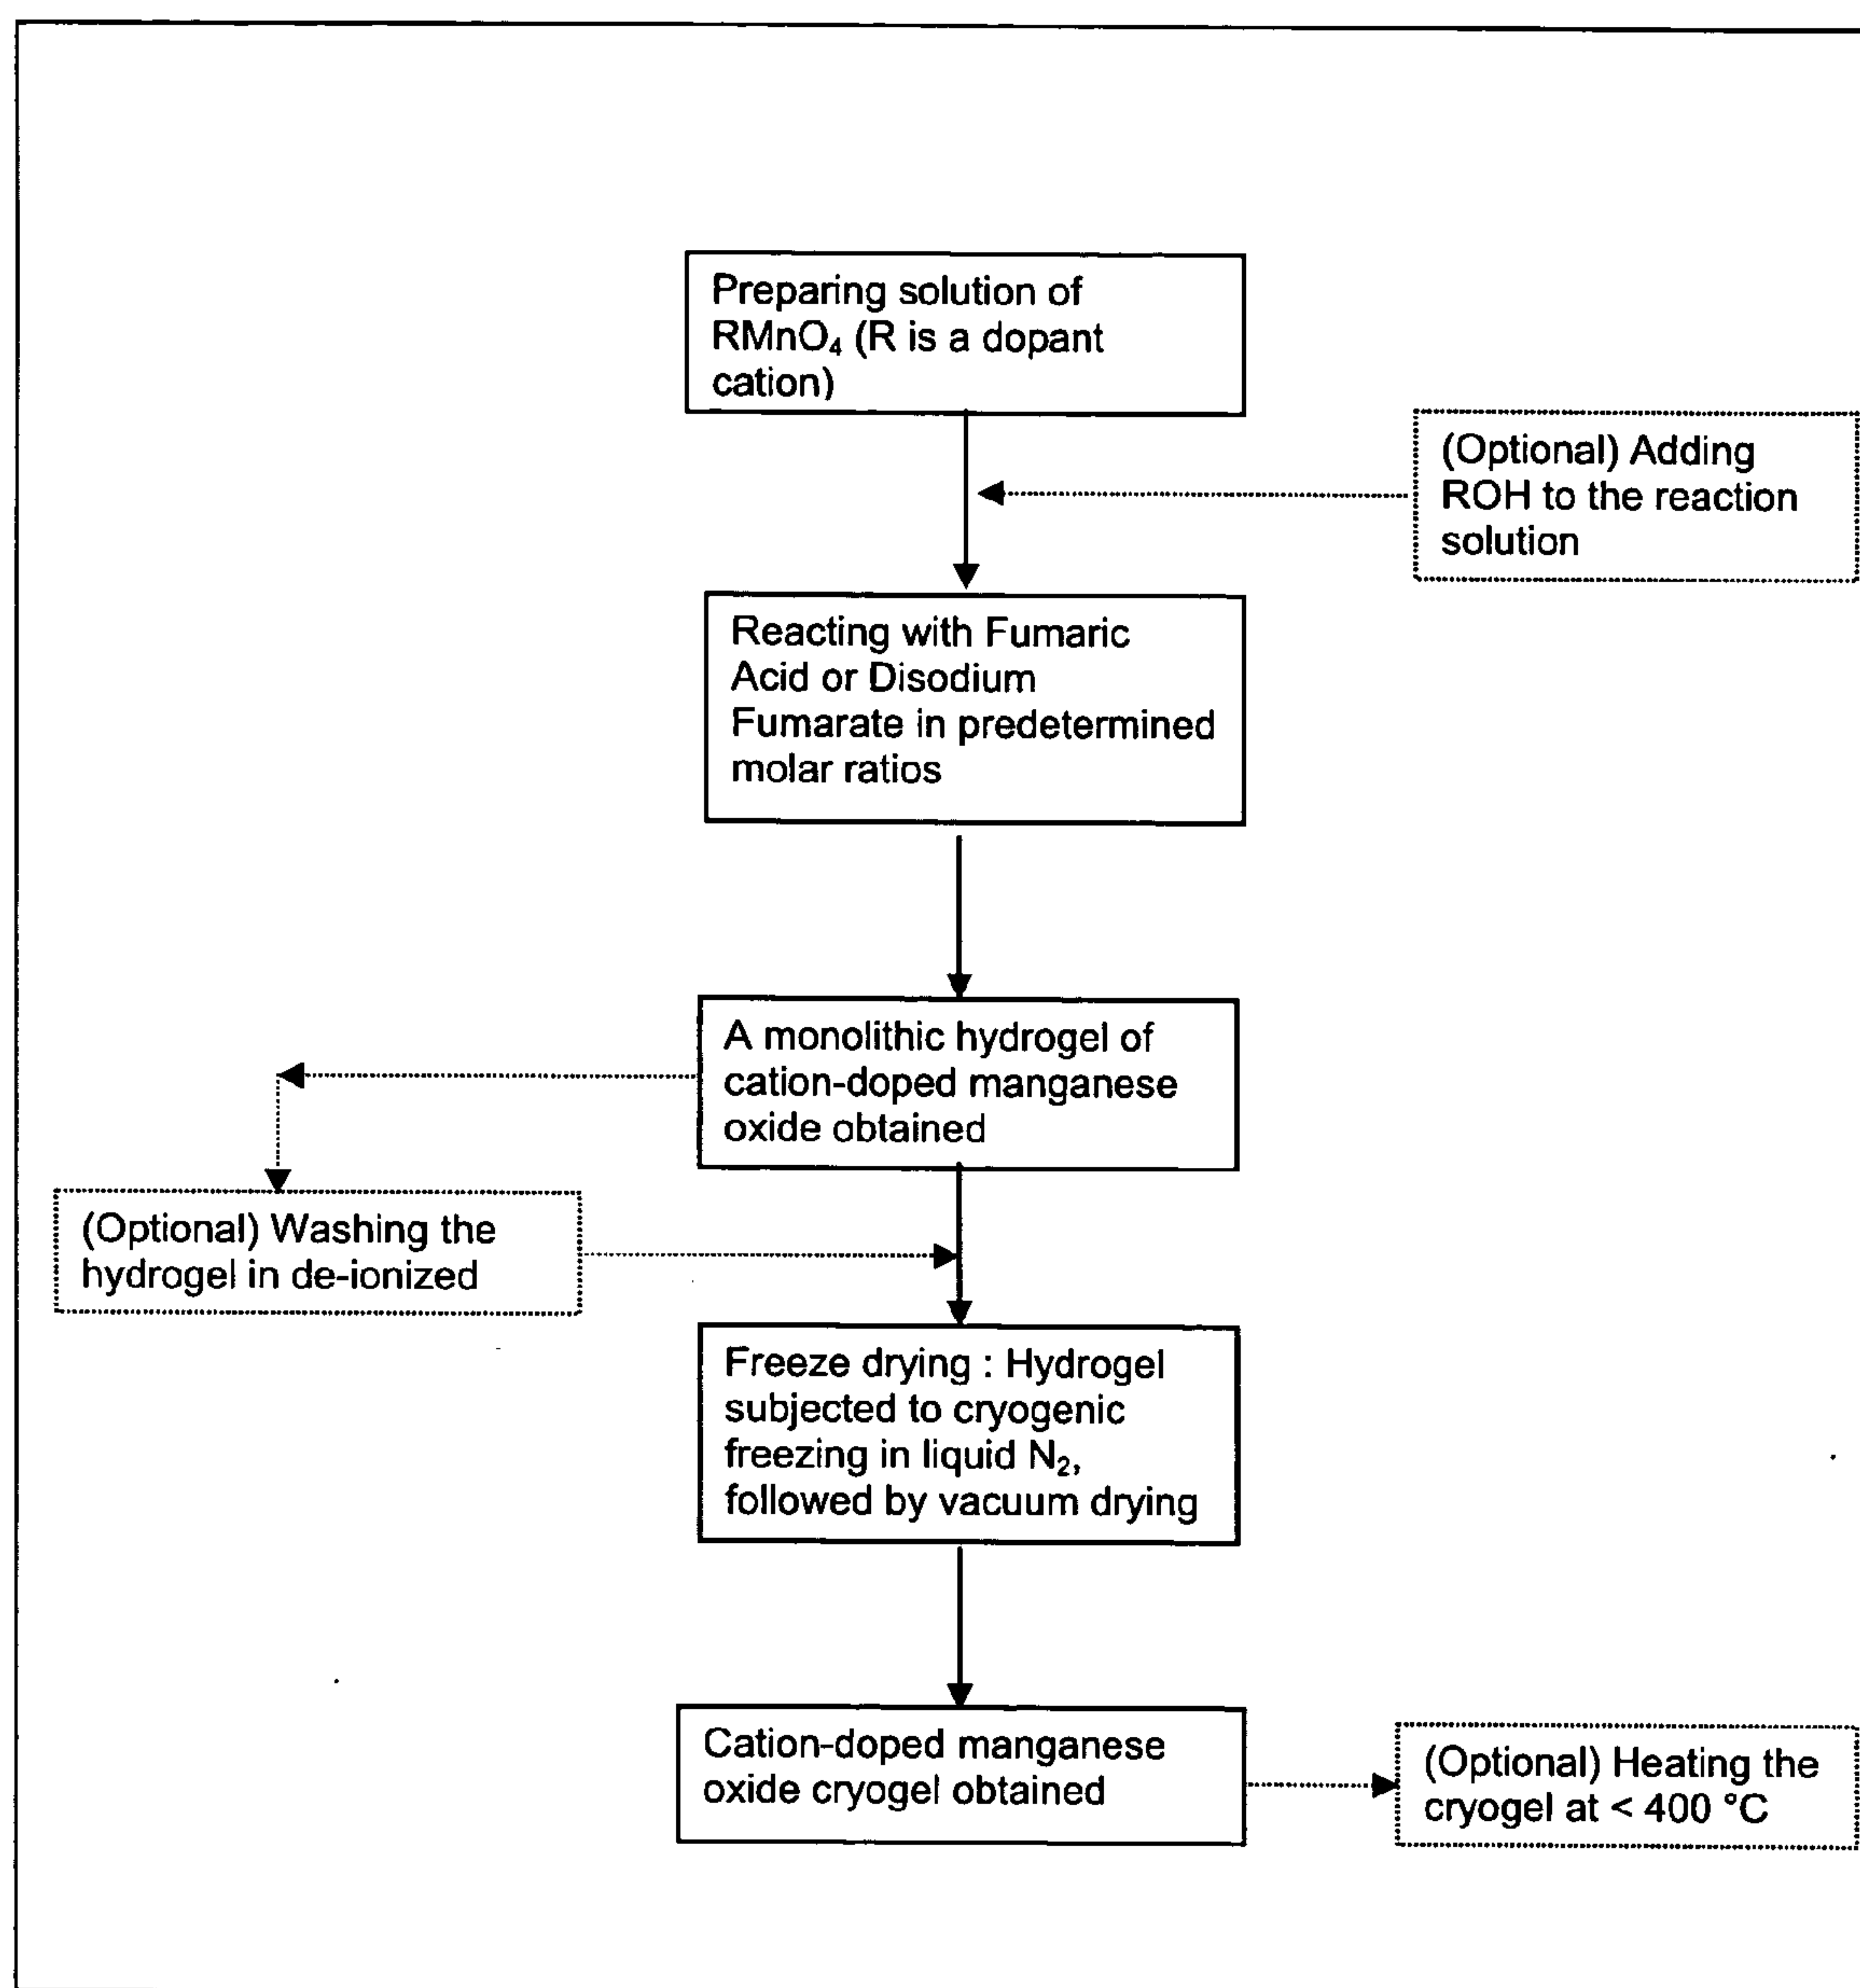 Preparing solution of
RMnO₄ (R is a dopant
cation)
(Optional) Adding
ROH to the reaction
solution
Reacting with Fumaric
Acid or Disodium
Fumarate in predetermined
molar ratios
A monolithic hydrogel of
cation-doped manganese
oxide obtained
(Optional) Washing the
hydrogel in de-ionized
Freeze drying : Hydrogel
subjected to cryogenic
freezing in liquid N₂,
followed by vacuum drying
Cation-doped manganese
oxide cryogel obtained
(Optional) Heating the
cryogel at < 400 °C